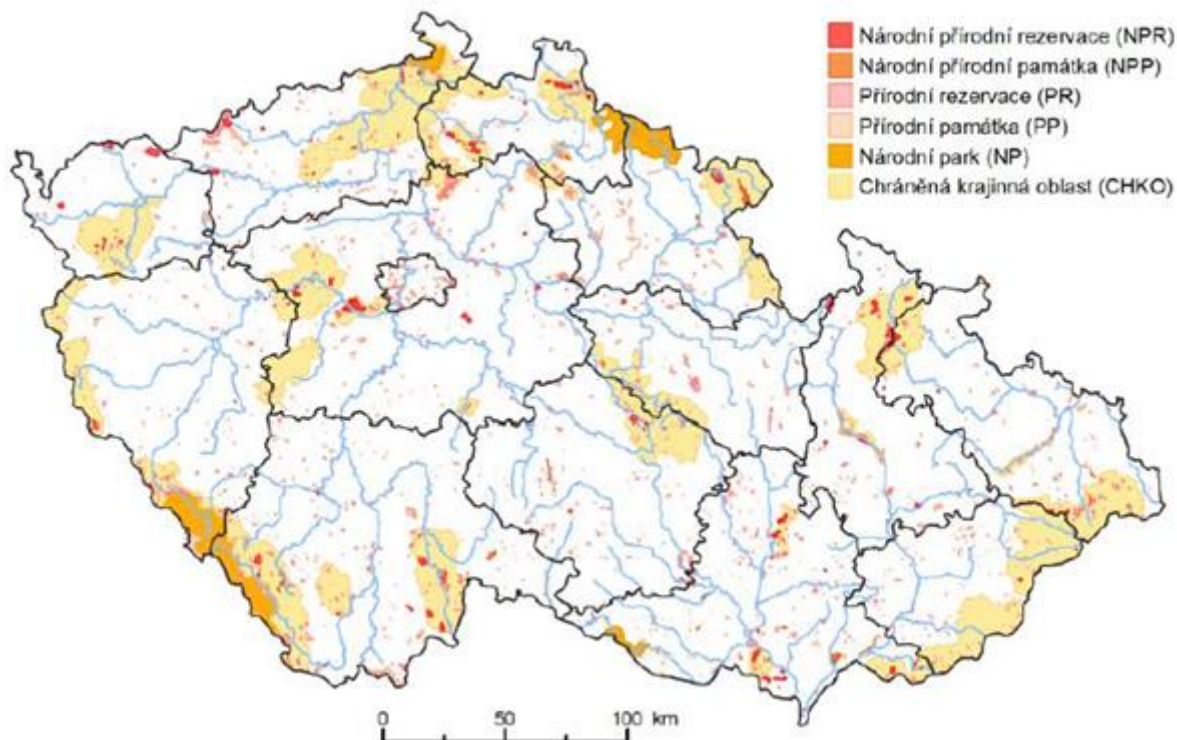 Národní přírodní rezervace (NPR)
Národní přírodní památka (NPP)
Přírodní rezervace (PR)
Přírodní památka (PP)
Národní park (NP)
Chráněná krajinná oblast (CHKO)
0 50 100 km